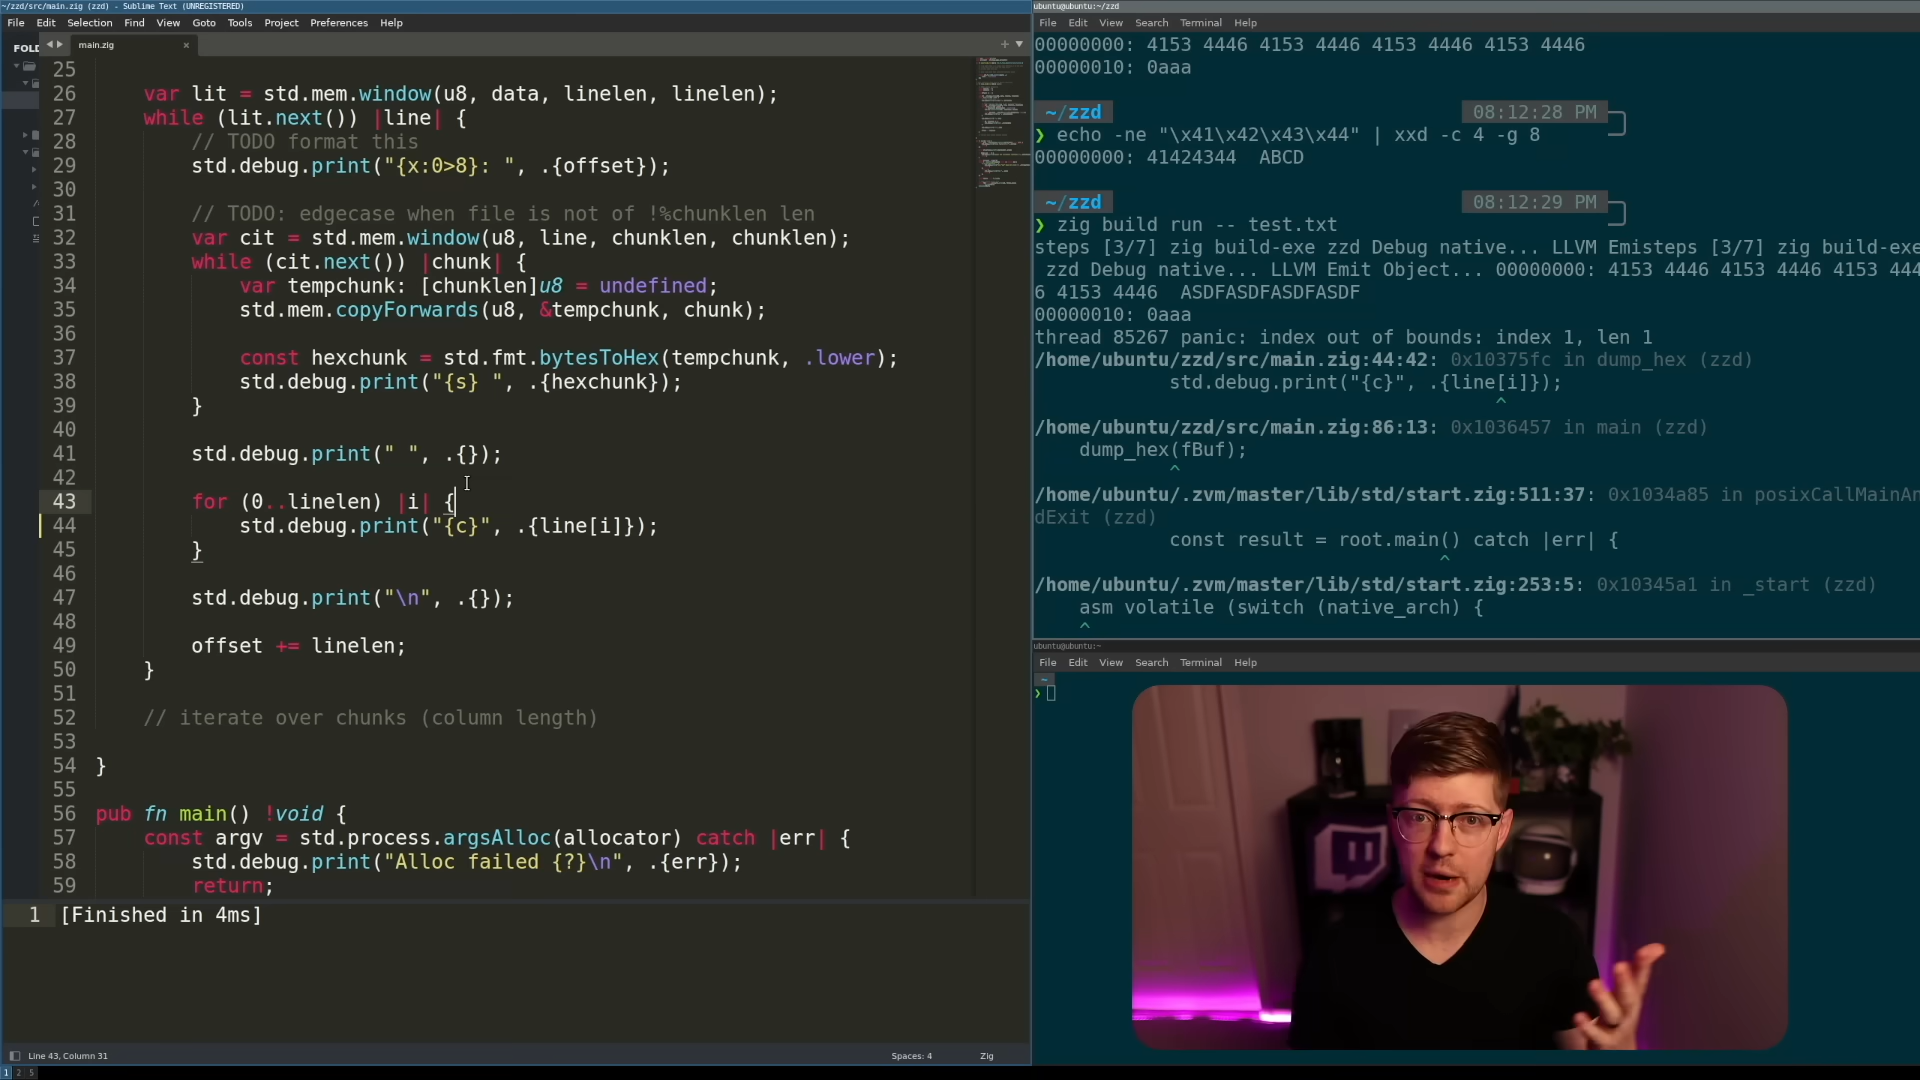 ~/zzd/src/main.zig (zzd) - Sublime Text (UNREGISTERED)
File Edit Selection Find View Goto Tools Project Preferences Help
FOLD
main.zig
25
26 var lit = std.mem.window(u8, data, linelen, linelen);
27 while (lit.next()) |line| {
28 // TODO format this
29 std.debug.print("{x:0>8}: ", .{offset});
30
31 // TODO: edgecase when file is not of !%chunklen len
32 var cit = std.mem.window(u8, line, chunklen, chunklen);
33 while (cit.next()) |chunk| {
34 var tempchunk: [chunklen]u8 = undefined;
35 std.mem.copyForwards(u8, &tempchunk, chunk);
36
37 const hexchunk = std.fmt.bytesToHex(tempchunk, .lower);
38 std.debug.print("{s} ", .{hexchunk});
39 }
40
41 std.debug.print(" ", .{});
42
43 for (0..linelen) |i| {
44 std.debug.print("{c}", .{line[i]});
45 }
46
47 std.debug.print("\n", .{});
48
49 offset += linelen;
50 }
51
52 // iterate over chunks (column length)
53
54 }
55
56 pub fn main() !void {
57 const argv = std.process.argsAlloc(allocator) catch |err| {
58 std.debug.print("Alloc failed {?}\n", .{err});
59 return;
1 [Finished in 4ms]
Line 43, Column 31
Spaces: 4
Zig
1 2 5
ubuntu@ubuntu:~/zzd
File Edit View Search Terminal Help
00000000: 4153 4446 4153 4446 4153 4446 4153 4446
00000010: 0aaa
~/zzd 08:12:28 PM
❯ echo -ne "\x41\x42\x43\x44" | xxd -c 4 -g 8
00000000: 41424344  ABCD
~/zzd 08:12:29 PM
❯ zig build run -- test.txt
steps [3/7] zig build-exe zzd Debug native... LLVM Emisteps [3/7] zig build-exe
zzd Debug native... LLVM Emit Object... 00000000: 4153 4446 4153 4446 4153 444
6 4153 4446  ASDFASDFASDFASDF
00000010: 0aaa
thread 85267 panic: index out of bounds: index 1, len 1
/home/ubuntu/zzd/src/main.zig:44:42: 0x10375fc in dump_hex (zzd)
std.debug.print("{c}", .{line[i]});
^
/home/ubuntu/zzd/src/main.zig:86:13: 0x1036457 in main (zzd)
dump_hex(fBuf);
^
/home/ubuntu/.zvm/master/lib/std/start.zig:511:37: 0x1034a85 in posixCallMainAn
dExit (zzd)
const result = root.main() catch |err| {
^
/home/ubuntu/.zvm/master/lib/std/start.zig:253:5: 0x10345a1 in _start (zzd)
asm volatile (switch (native_arch) {
^
ubuntu@ubuntu:~
File Edit View Search Terminal Help
~
❯